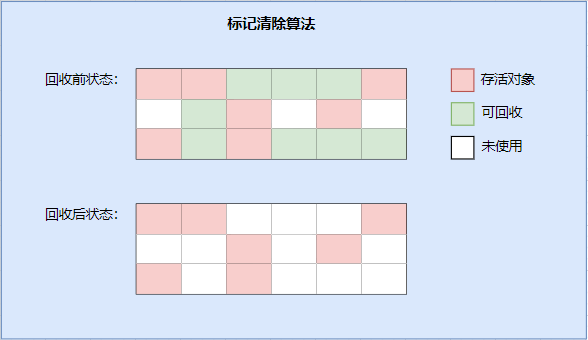 标记清除算法
回收前状态：
存活对象
可回收
未使用
回收后状态：